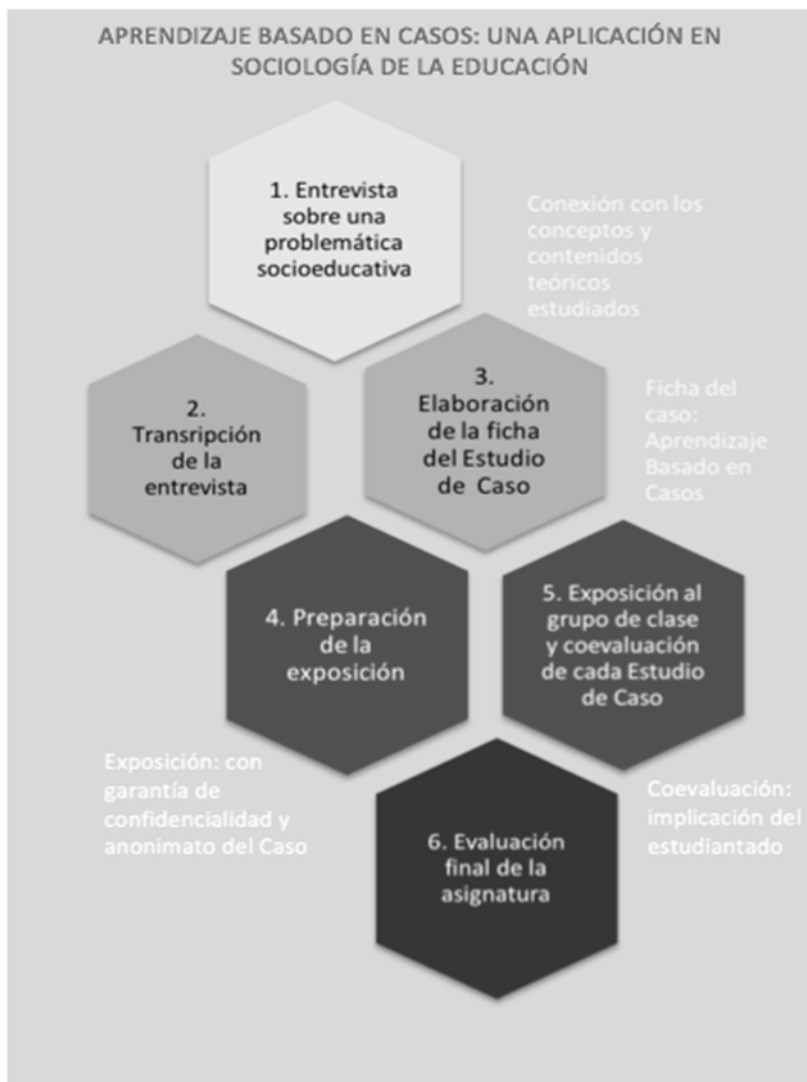 APRENDIZAJE BASADO EN CASOS: UNA APLICACIÓN EN
SOCIOLOGÍA DE LA EDUCACIÓN
1. Entrevista
sobre una
problemática
socioeducativa
Conexión con los
conceptos y
contenidos
teóricos
estudiados
2.
Transripción
de la
entrevista
3.
Elaboración
de la ficha
del Estudio
de Caso
Ficha del
caso:
Aprendizaje
Basado en
Casos
4. Preparación
de la
exposición
5. Exposición al
grupo de clase
y coevaluación
de cada Estudio
de Caso
Exposición: con
garantía de
confidencialidad y
anonimato del Caso
6. Evaluación
final de la
asignatura
Coevaluación:
implicación del
estudiantado